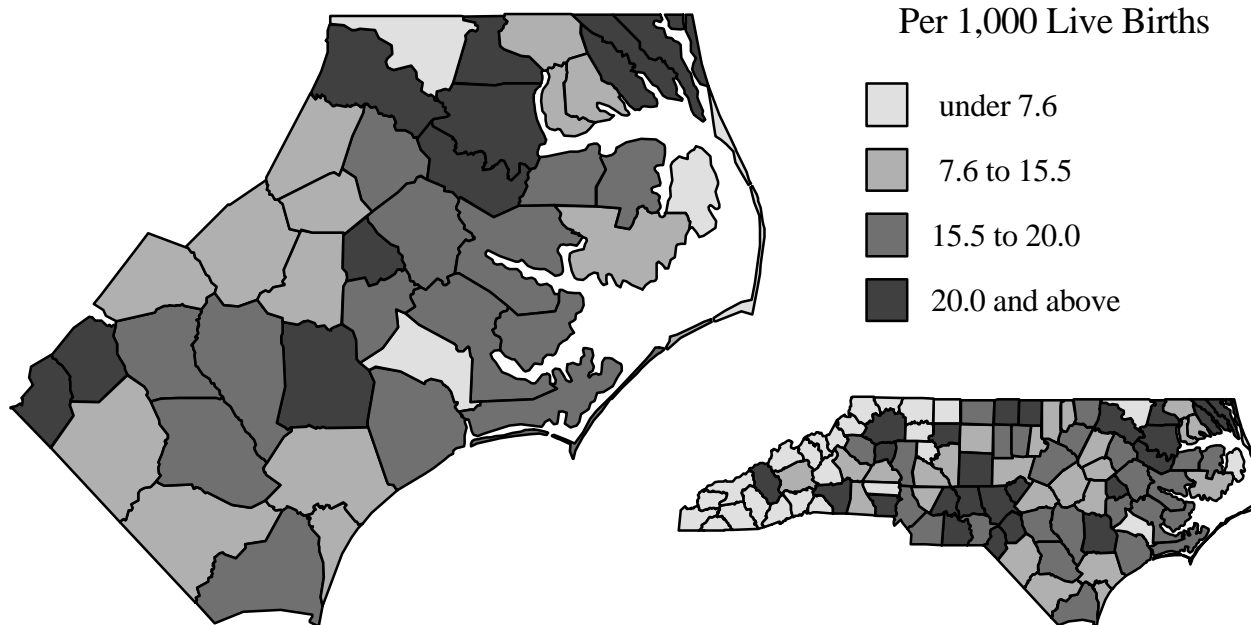 Per 1,000 Live Births
under 7.6
7.6 to 15.5
15.5 to 20.0
20.0 and above